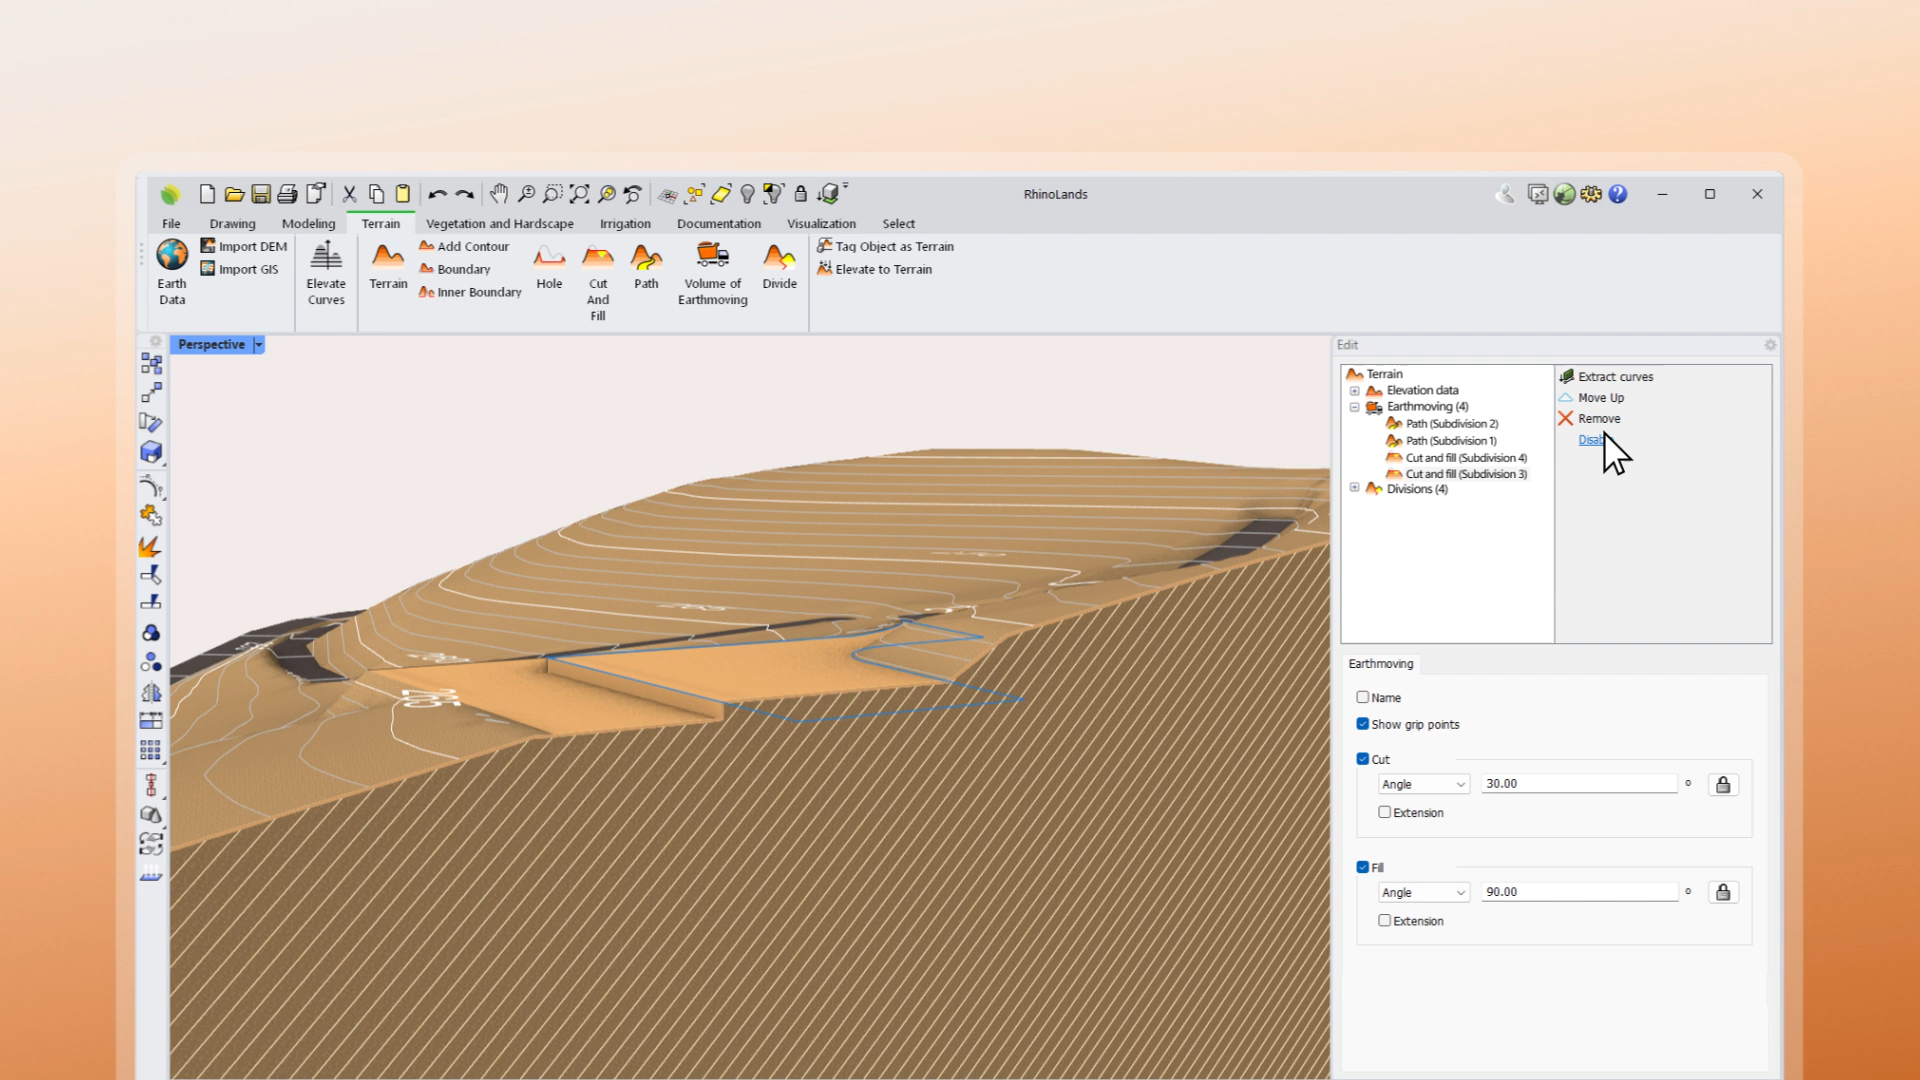 RhinoLands
File Drawing Modeling Terrain Vegetation and Hardscape Irrigation Documentation Visualization Select
Earth Data
Import DEM
Import GIS
Elevate Curves
Terrain
Add Contour
Boundary
Inner Boundary
Hole
Cut And Fill
Path
Volume of Earthmoving
Divide
Tag Object as Terrain
Elevate to Terrain
Perspective
265
Edit
Terrain
Elevation data
Earthmoving (4)
Path (Subdivision 2)
Path (Subdivision 1)
Cut and fill (Subdivision 4)
Cut and fill (Subdivision 3)
Divisions (4)
Extract curves
Move Up
Remove
Earthmoving
Name
Show grip points
Cut
Angle 30.00 °
Extension
Fill
Angle 90.00 °
Extension